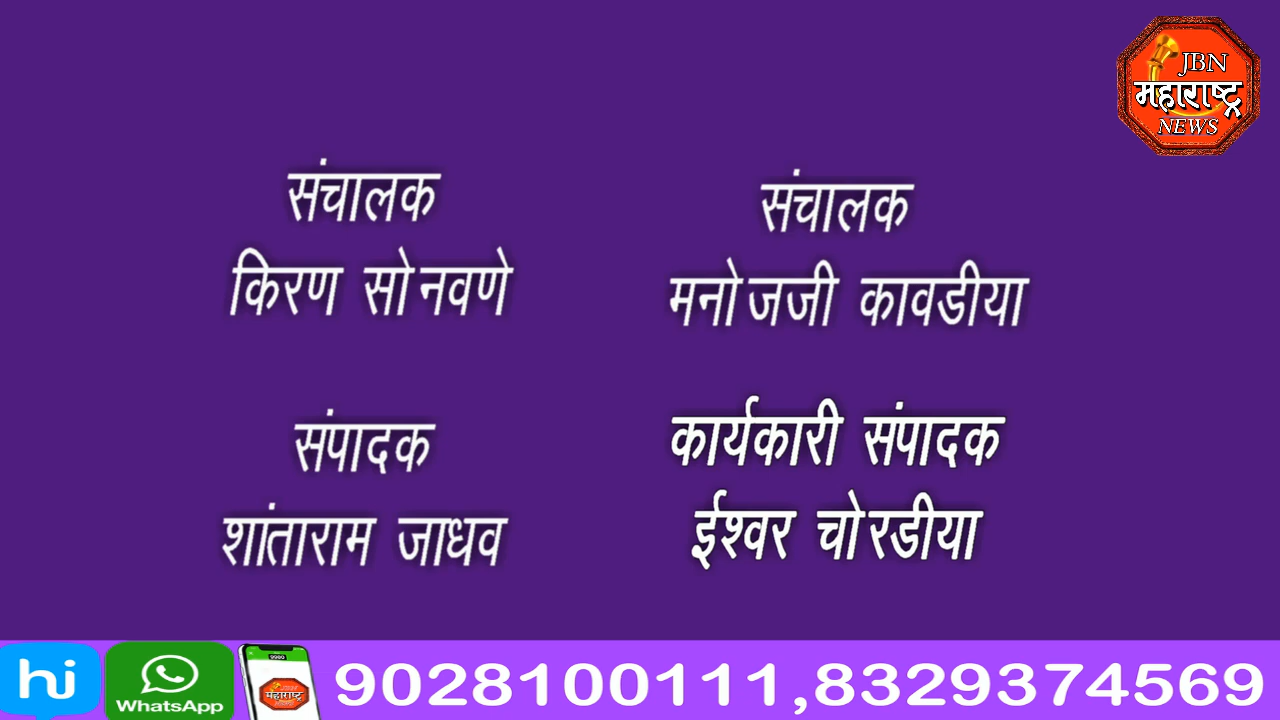 JBN
महाराष्ट्र
NEWS
संचालक
किरण सोनवणे
संचालक
मनोजजी कावडीया
संपादक
शांताराम जाधव
कार्यकारी संपादक
ईश्वर चोरडीया
hi
WhatsApp
महाराष्ट्र
9028100111,8329374569